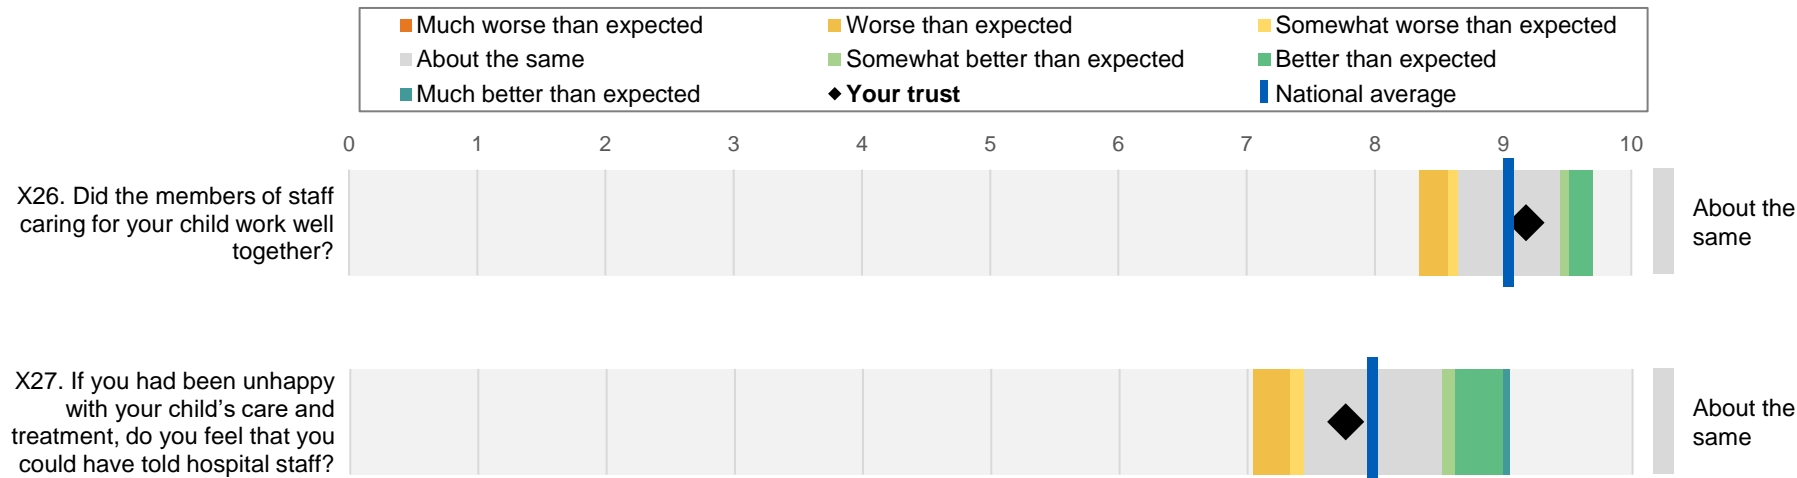 Much worse than expected
Worse than expected
Somewhat worse than expected
About the same
Somewhat better than expected
Better than expected
Much better than expected
Your trust
National average
0 1 2 3 4 5 6 7 8 9 10
X26. Did the members of staff
caring for your child work well
together?
About the
same
X27. If you had been unhappy
with your child’s care and
treatment, do you feel that you
could have told hospital staff?
About the
same